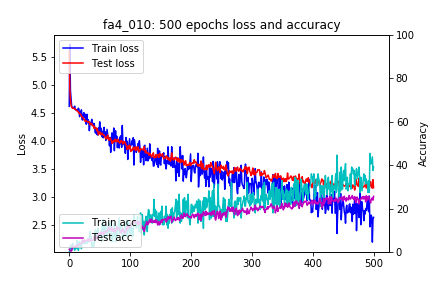 fa4_010: 500 epochs loss and accuracy
Train loss
Test loss
Train acc
Test acc
Loss
Accuracy
5.5
5.0
4.5
4.0
3.5
3.0
2.5
100
80
60
40
20
0
0
100
200
300
400
500